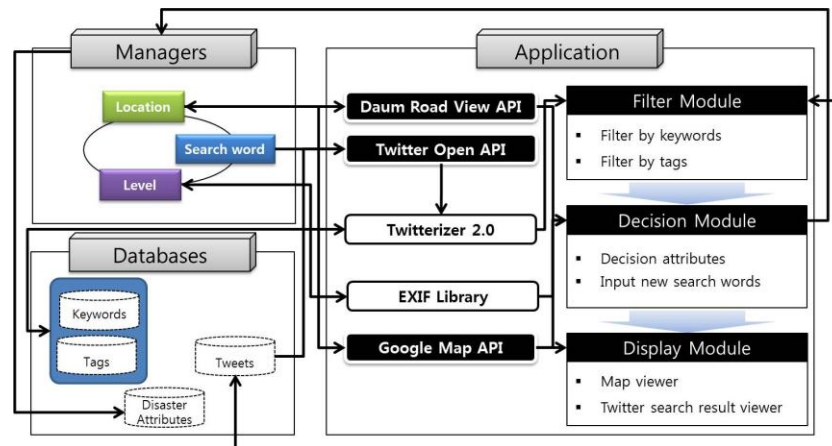 Managers
Application
Location
Search word
Level
Databases
Keywords
Tags
Tweets
Disaster
Attributes
Daum Road View API
Twitter Open API
Twitterizer 2.0
EXIF Library
Google Map API
Filter Module
▪ Filter by keywords
▪ Filter by tags
Decision Module
▪ Decision attributes
▪ Input new search words
Display Module
▪ Map viewer
▪ Twitter search result viewer